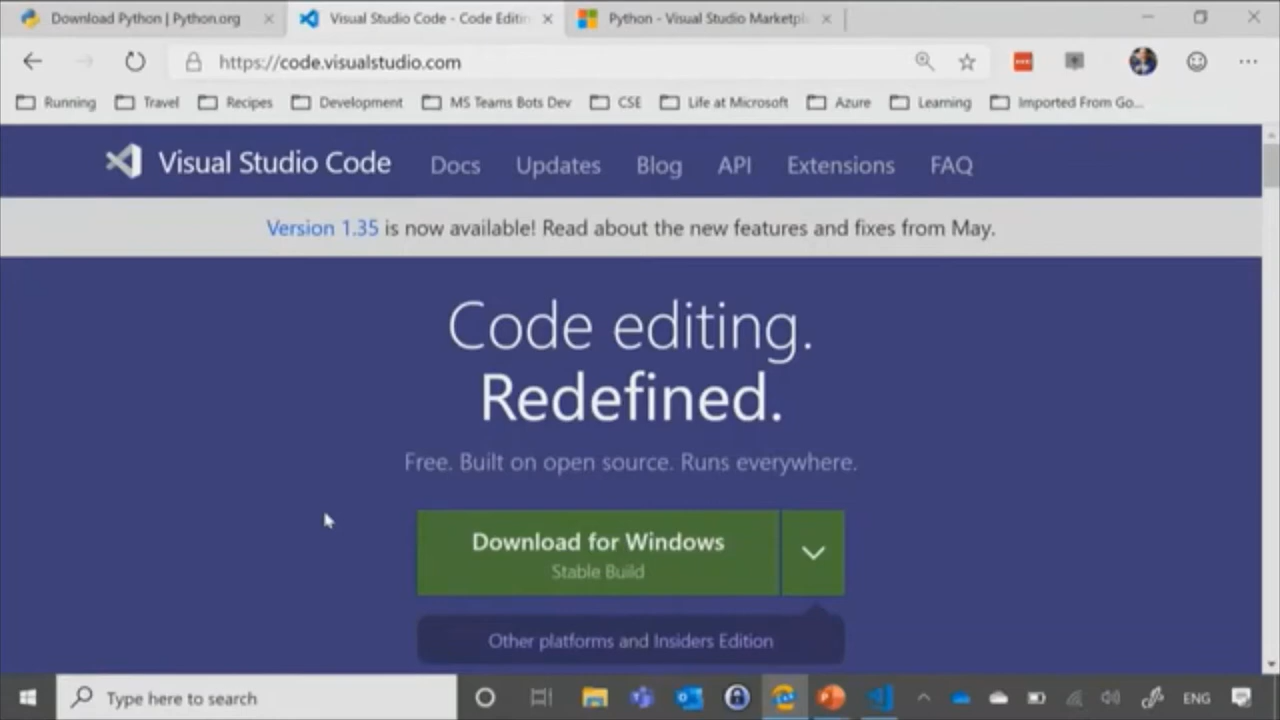 Download Python | Python.org
Visual Studio Code - Code Editin
Python - Visual Studio Marketpl
https://code.visualstudio.com
Running
Travel
Recipes
Development
MS Teams Bots Dev
CSE
Life at Microsoft
Azure
Learning
Imported From Go...
Visual Studio Code
Docs
Updates
Blog
API
Extensions
FAQ
Version 1.35 is now available! Read about the new features and fixes from May.
Code editing.
Redefined.
Free. Built on open source. Runs everywhere.
Download for Windows
Stable Build
Other platforms and Insiders Edition
Type here to search
ENG